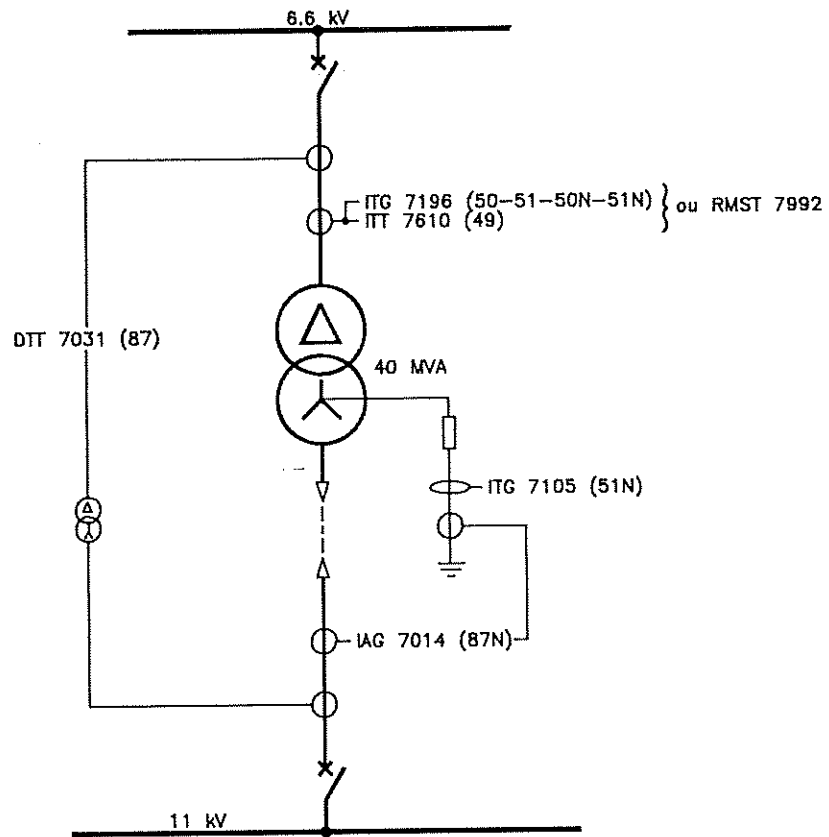 6.6 kV
ITG 7196 (50-51-50N-51N)
ITT 7610 (49)
ou RMST 7992
DTT 7031 (87)
40 MVA
ITG 7105 (51N)
IAG 7014 (87N)
11 kV